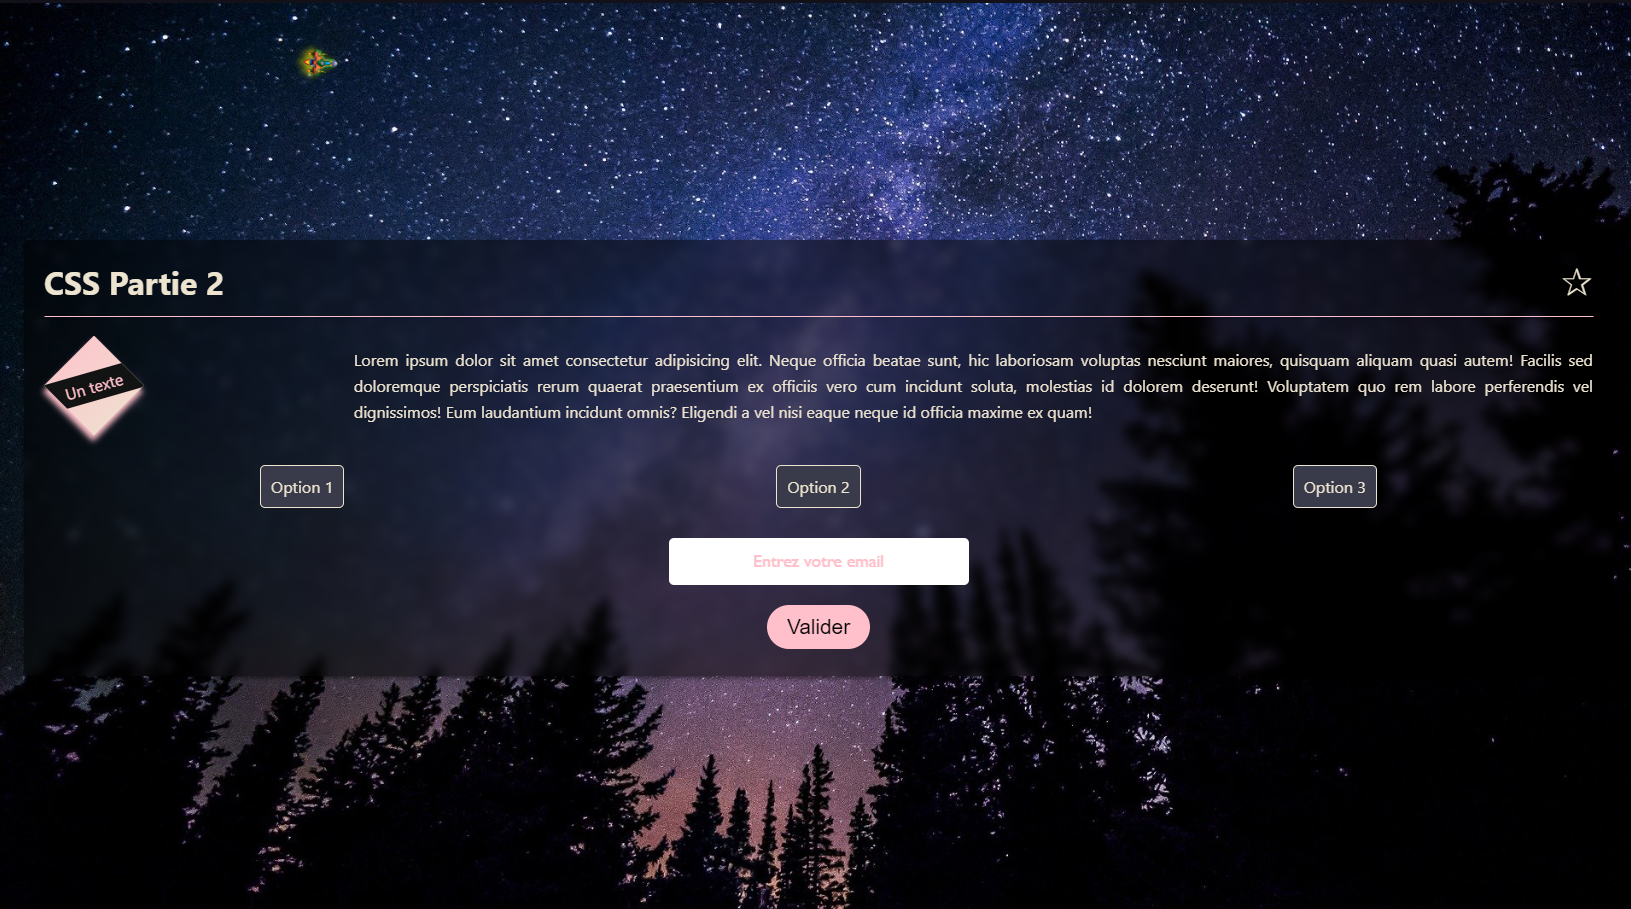 CSS Partie 2
Un texte
Lorem ipsum dolor sit amet consectetur adipisicing elit. Neque officia beatae sunt, hic laboriosam voluptas nesciunt maiores, quisquam aliquam quasi autem! Facilis sed
doloremque perspiciatis rerum quaerat praesentium ex officiis vero cum incidunt soluta, molestias id dolorem deserunt! Voluptatem quo rem labore perferendis vel
dignissimos! Eum laudantium incidunt omnis? Eligendi a vel nisi eaque neque id officia maxime ex quam!
Option 1
Option 2
Option 3
Entrez votre email
Valider